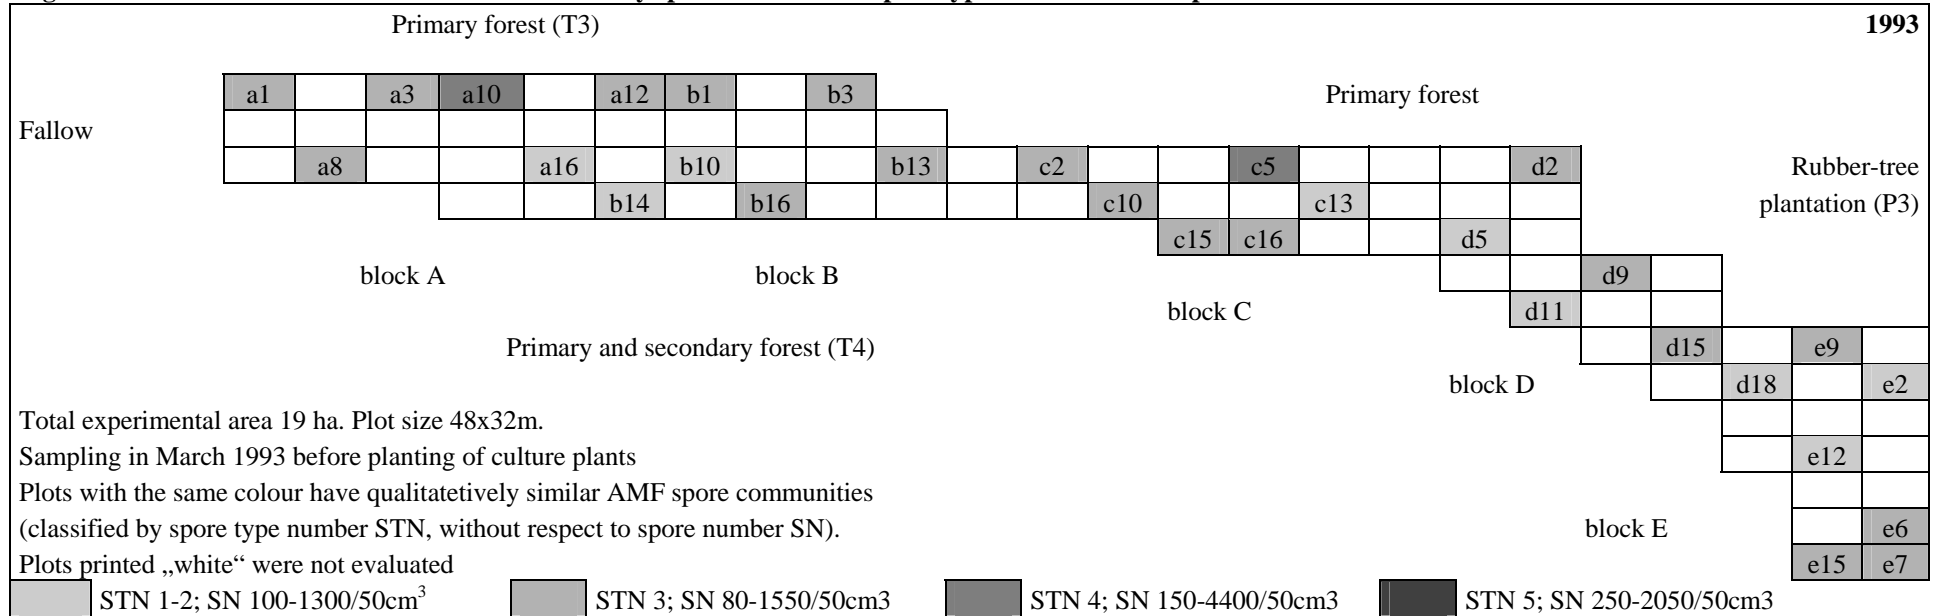 Primary forest (T3) 1993
a1 a3 a10 a12 b1 b3 Primary forest
Fallow
a8 a16 b10 b13 c2 c5 d2 Rubber-tree
b14 b16 c10 c13 plantation (P3)
c15 c16 d5
block A block B d9
block C d11
Primary and secondary forest (T4) d15 e9
block D d18 e2
Total experimental area 19 ha. Plot size 48x32m.
Sampling in March 1993 before planting of culture plants e12
Plots with the same colour have qualitatetively similar AMF spore communities
(classified by spore type number STN, without respect to spore number SN). block E e6
Plots printed „white“ were not evaluated e15 e7
STN 1-2; SN 100-1300/50cm³ STN 3; SN 80-1550/50cm3 STN 4; SN 150-4400/50cm3 STN 5; SN 250-2050/50cm3